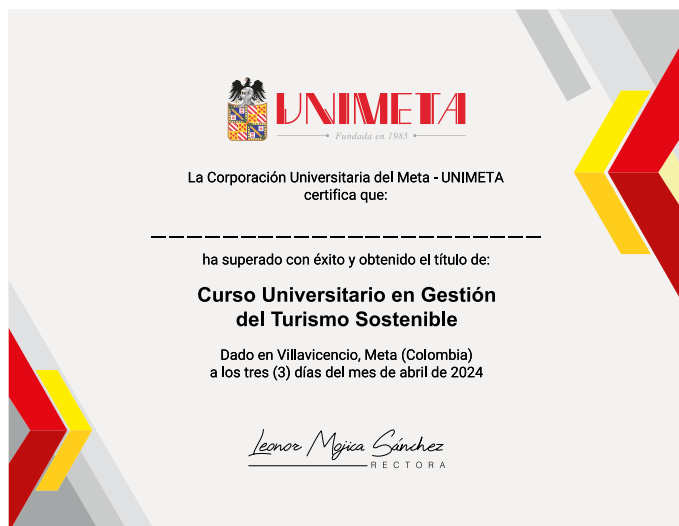 UNIMETA
Fundada en 1985
La Corporación Universitaria del Meta - UNIMETA
certifica que:
ha superado con éxito y obtenido el título de:
Curso Universitario en Gestión
del Turismo Sostenible
Dado en Villavicencio, Meta (Colombia)
a los tres (3) días del mes de abril de 2024
Leonor Mojica Sánchez
RECTORA